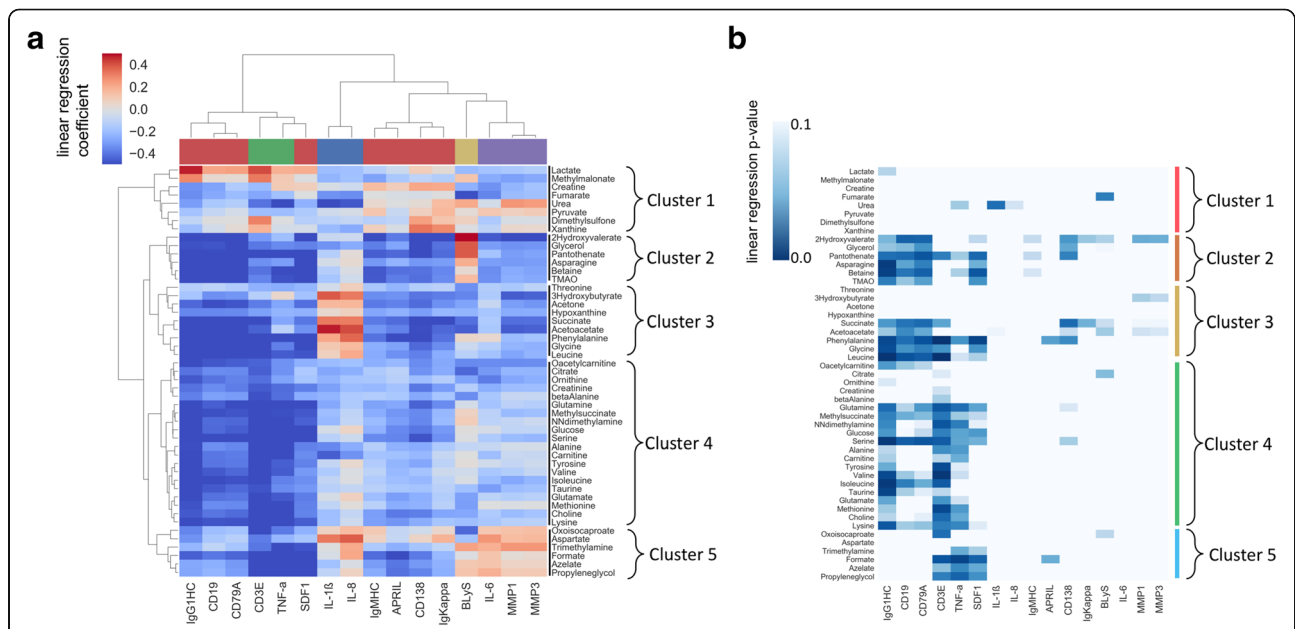 a
linear regression
coefficient
0.4
0.2
0.0
−0.2
−0.4
Lactate
Methylmalonate
Creatine
Fumarate
Urea
Pyruvate
Dimethylsulfone
Xanthine
2Hydroxyvalerate
Glycerol
Pantothenate
Asparagine
Betaine
TMAO
Threonine
3Hydroxybutyrate
Acetone
Hypoxanthine
Succinate
Acetoacetate
Phenylalanine
Glycine
Leucine
Oacetylcarnitine
Citrate
Ornithine
Creatinine
betaAlanine
Glutamine
Methylsuccinate
NNdimethylamine
Glucose
Serine
Alanine
Carnitine
Tyrosine
Valine
Isoleucine
Taurine
Glutamate
Methionine
Choline
Lysine
Oxoisocaproate
Aspartate
Trimethylamine
Formate
Azelate
Propyleneglycol
Cluster 1
Cluster 2
Cluster 3
Cluster 4
Cluster 5
IgG1HC
CD19
CD79A
CD3E
TNF-a
SDF1
IL-1ß
IL-8
IgMHC
APRIL
CD138
IgKappa
BLyS
IL-6
MMP1
MMP3
b
linear regression p-value
0.1
0.0
Lactate
Methylmalonate
Creatine
Fumarate
Urea
Pyruvate
Dimethylsulfone
Xanthine
2Hydroxyvalerate
Glycerol
Pantothenate
Asparagine
Betaine
TMAO
Threonine
3Hydroxybutyrate
Acetone
Hypoxanthine
Succinate
Acetoacetate
Phenylalanine
Glycine
Leucine
Oacetylcarnitine
Citrate
Ornithine
Creatinine
betaAlanine
Glutamine
Methylsuccinate
NNdimethylamine
Glucose
Serine
Alanine
Carnitine
Tyrosine
Valine
Isoleucine
Taurine
Glutamate
Methionine
Choline
Lysine
Oxoisocaproate
Aspartate
Trimethylamine
Formate
Azelate
Propyleneglycol
Cluster 1
Cluster 2
Cluster 3
Cluster 4
Cluster 5
IgG1HC
CD19
CD79A
CD3E
TNF-a
SDF1
IL-1ß
IL-8
IgMHC
APRIL
CD138
IgKappa
BLyS
IL-6
MMP1
MMP3